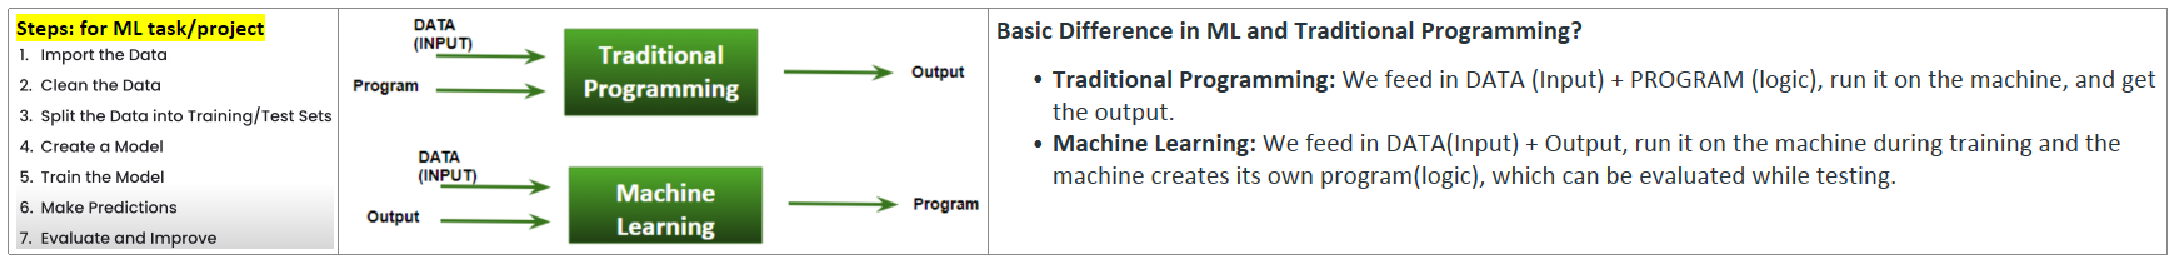 Steps: for ML task/project
1. Import the Data
2. Clean the Data
3. Split the Data into Training/Test Sets
4. Create a Model
5. Train the Model
6. Make Predictions
7. Evaluate and Improve
DATA
(INPUT)
Program
Traditional
Programming
Output
DATA
(INPUT)
Output
Machine
Learning
Program
Basic Difference in ML and Traditional Programming?
• Traditional Programming: We feed in DATA (Input) + PROGRAM (logic), run it on the machine, and get
the output.
• Machine Learning: We feed in DATA(Input) + Output, run it on the machine during training and the
machine creates its own program(logic), which can be evaluated while testing.